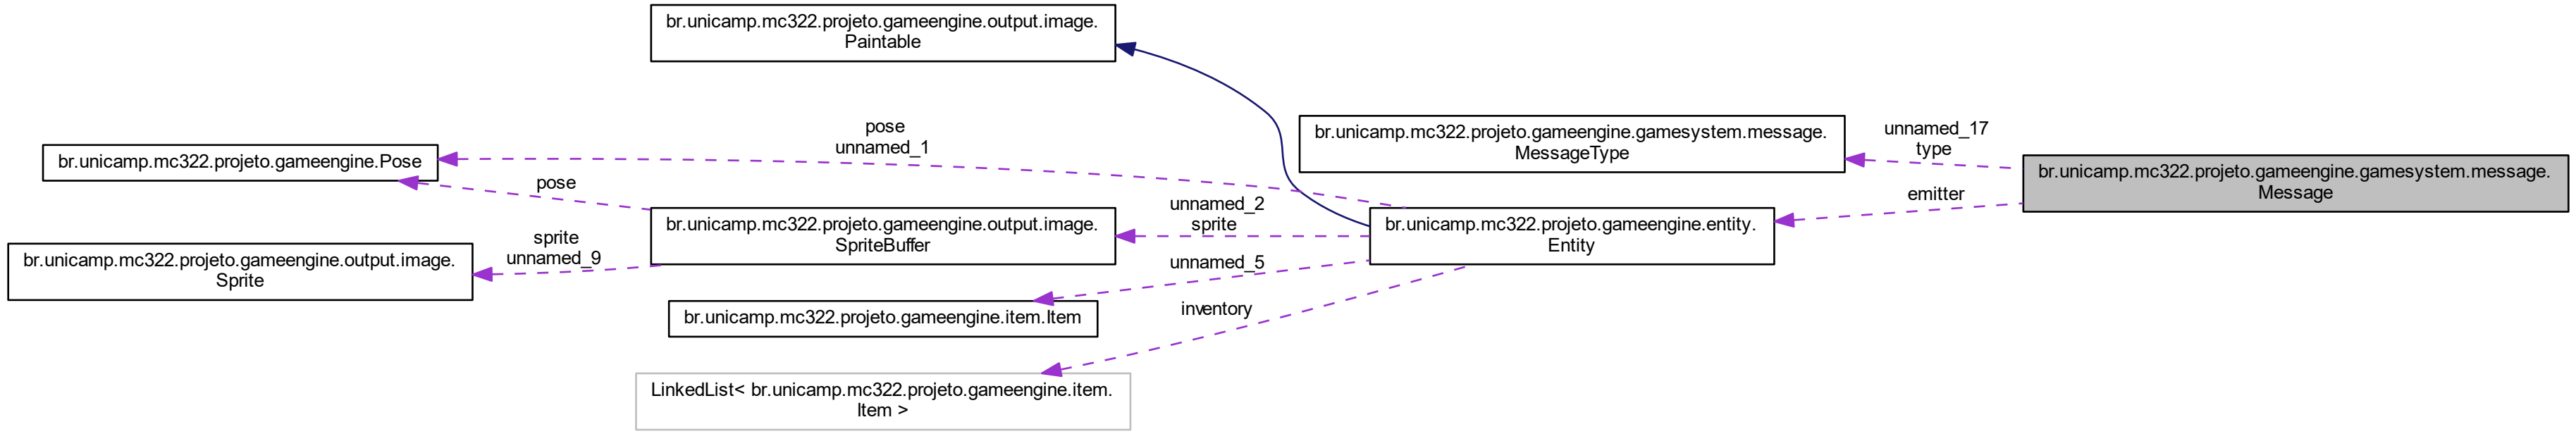 br.unicamp.mc322.projeto.gameengine.output.image.
Paintable
br.unicamp.mc322.projeto.gameengine.gamesystem.message.
MessageType
unnamed_17
type
br.unicamp.mc322.projeto.gameengine.gamesystem.message.
Message
pose
unnamed_1
br.unicamp.mc322.projeto.gameengine.Pose
pose
emitter
br.unicamp.mc322.projeto.gameengine.output.image.
SpriteBuffer
unnamed_2
sprite
br.unicamp.mc322.projeto.gameengine.entity.
Entity
sprite
unnamed_9
br.unicamp.mc322.projeto.gameengine.output.image.
Sprite
unnamed_5
br.unicamp.mc322.projeto.gameengine.item.Item
inventory
LinkedList< br.unicamp.mc322.projeto.gameengine.item.
Item >